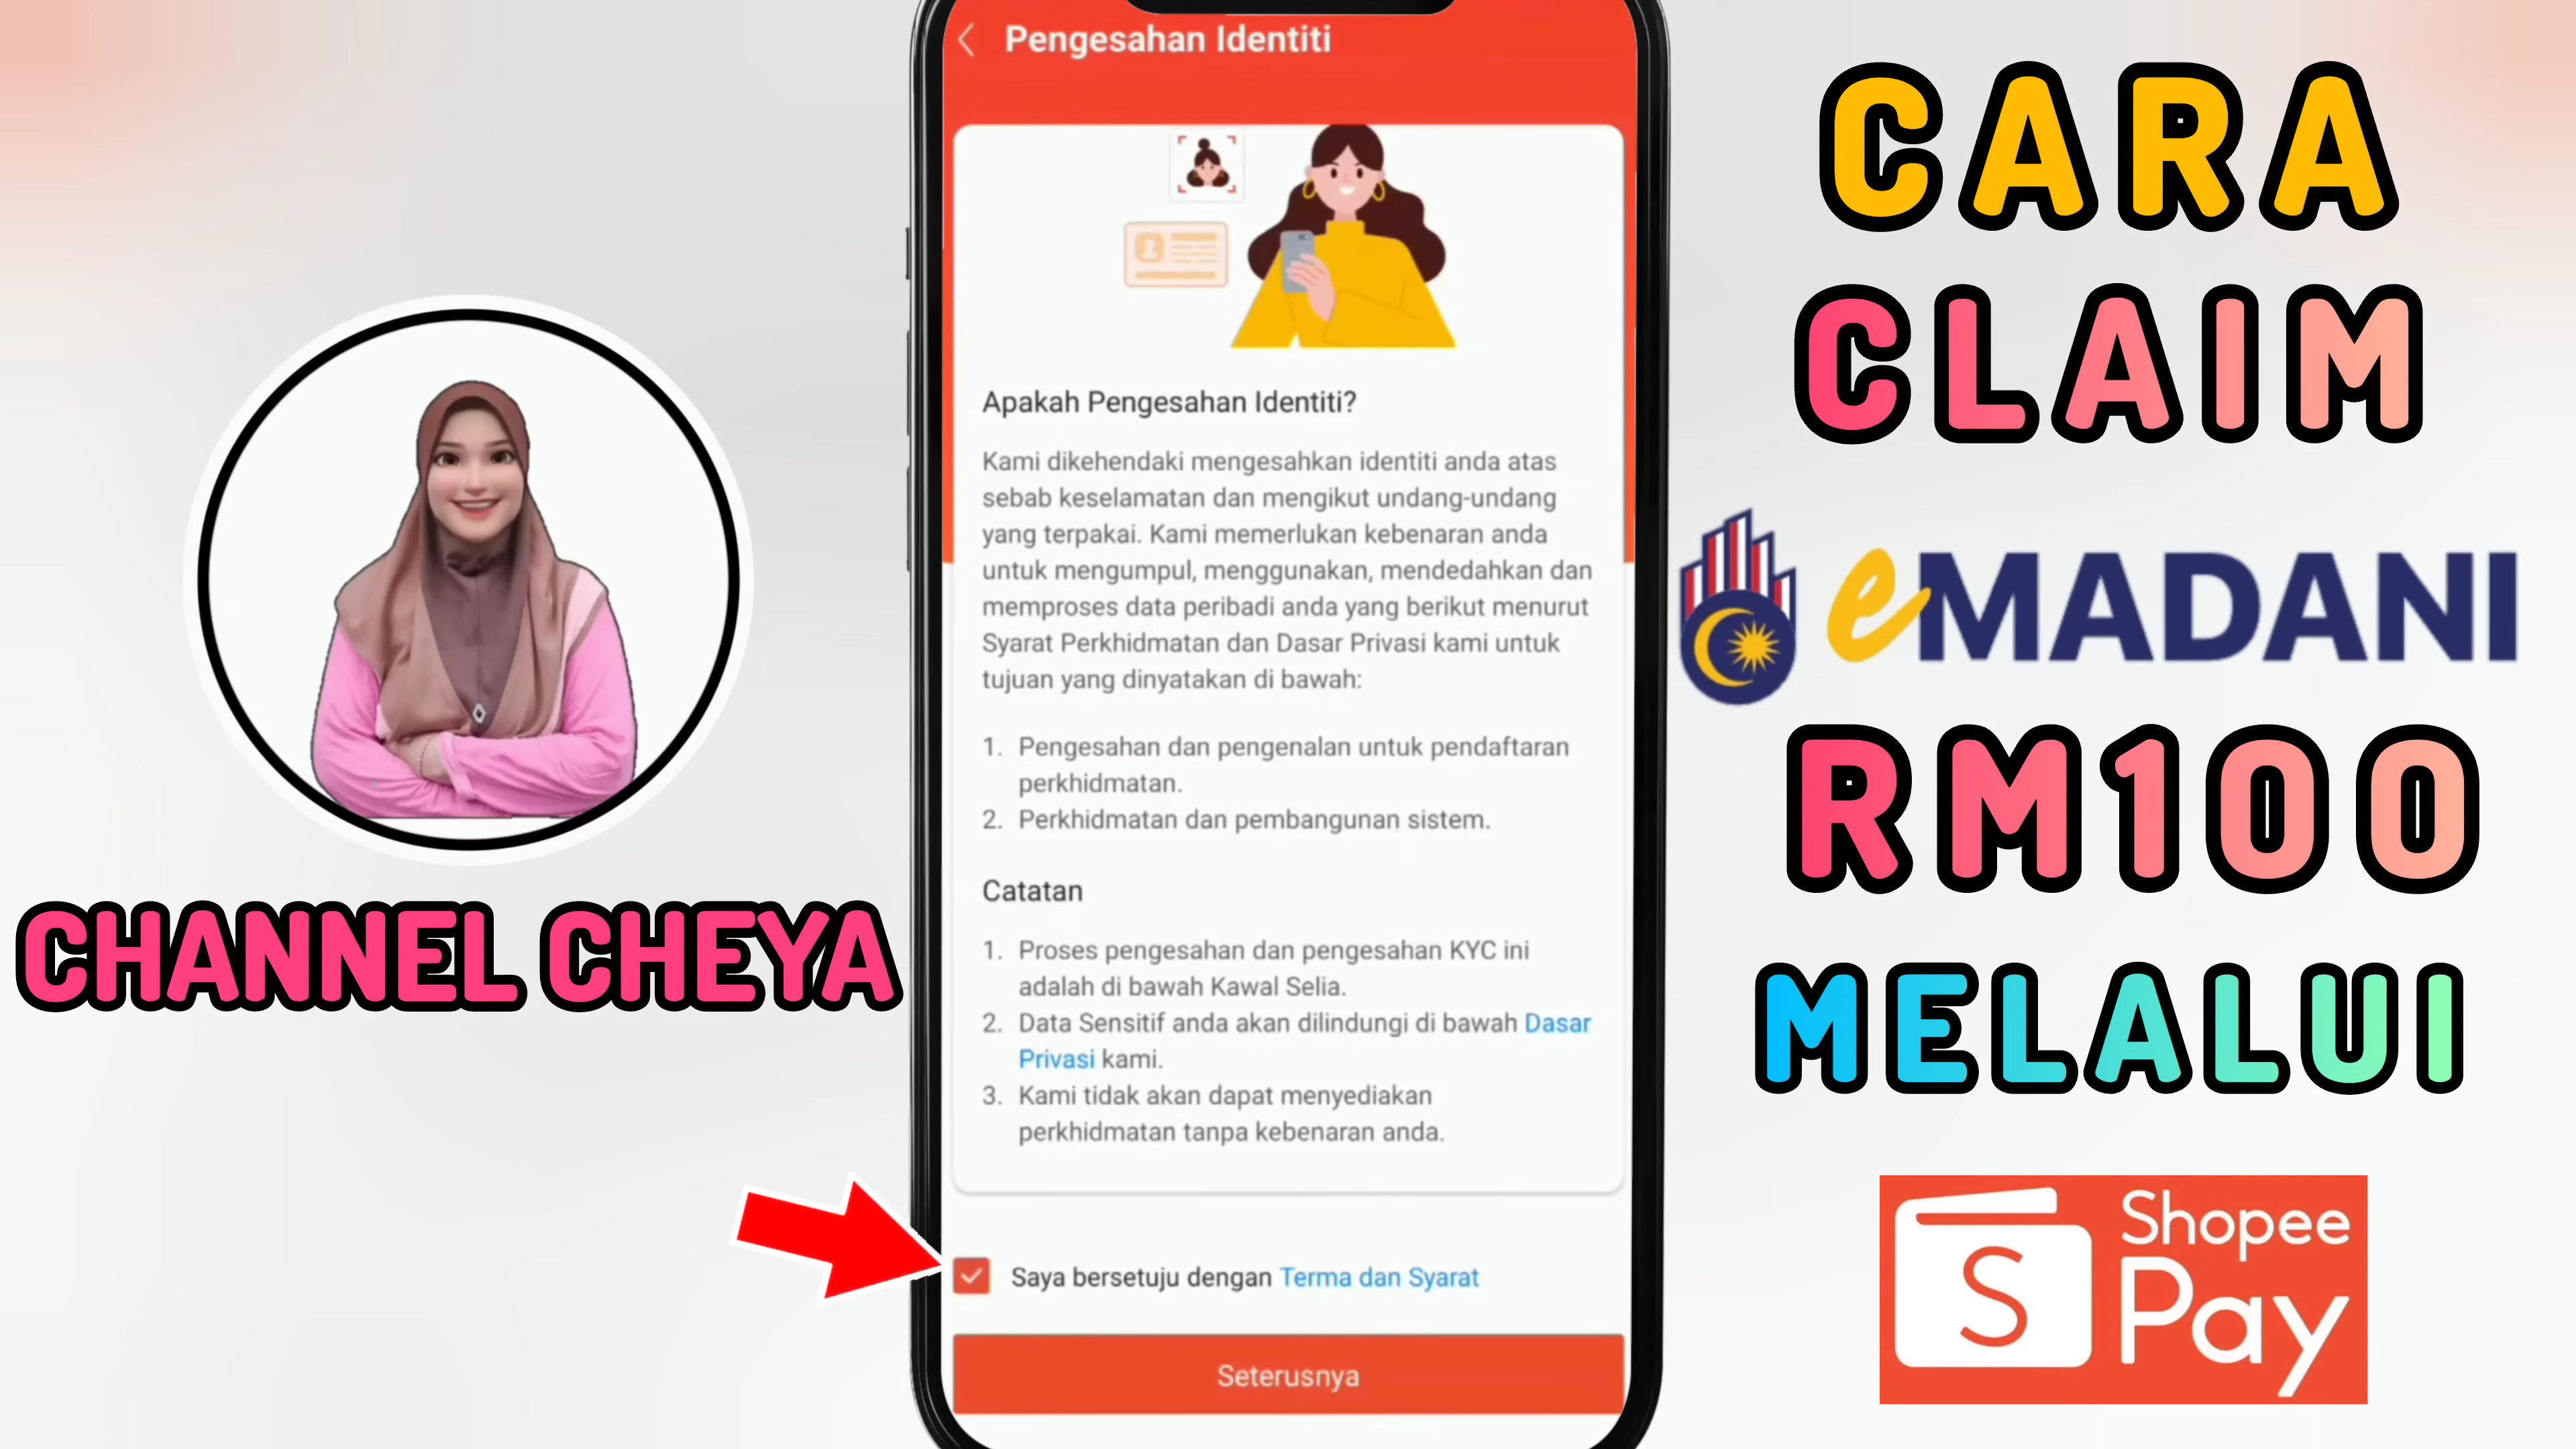 CHANNEL CHEYA
Pengesahan Identiti
Apakah Pengesahan Identiti?
Kami dikehendaki mengesahkan identiti anda atas
sebab keselamatan dan mengikut undang-undang
yang terpakai. Kami memerlukan kebenaran anda
untuk mengumpul, menggunakan, mendedahkan dan
memproses data peribadi anda yang berikut menurut
Syarat Perkhidmatan dan Dasar Privasi kami untuk
tujuan yang dinyatakan di bawah:
1. Pengesahan dan pengenalan untuk pendaftaran
perkhidmatan.
2. Perkhidmatan dan pembangunan sistem.
Catatan
1. Proses pengesahan dan pengesahan KYC ini
adalah di bawah Kawal Selia.
2. Data Sensitif anda akan dilindungi di bawah Dasar
Privasi kami.
3. Kami tidak akan dapat menyediakan
perkhidmatan tanpa kebenaran anda.
Saya bersetuju dengan Terma dan Syarat
Seterusnya
CARA
CLAIM
eMADANI
RM100
MELALUI
S
Shopee
Pay